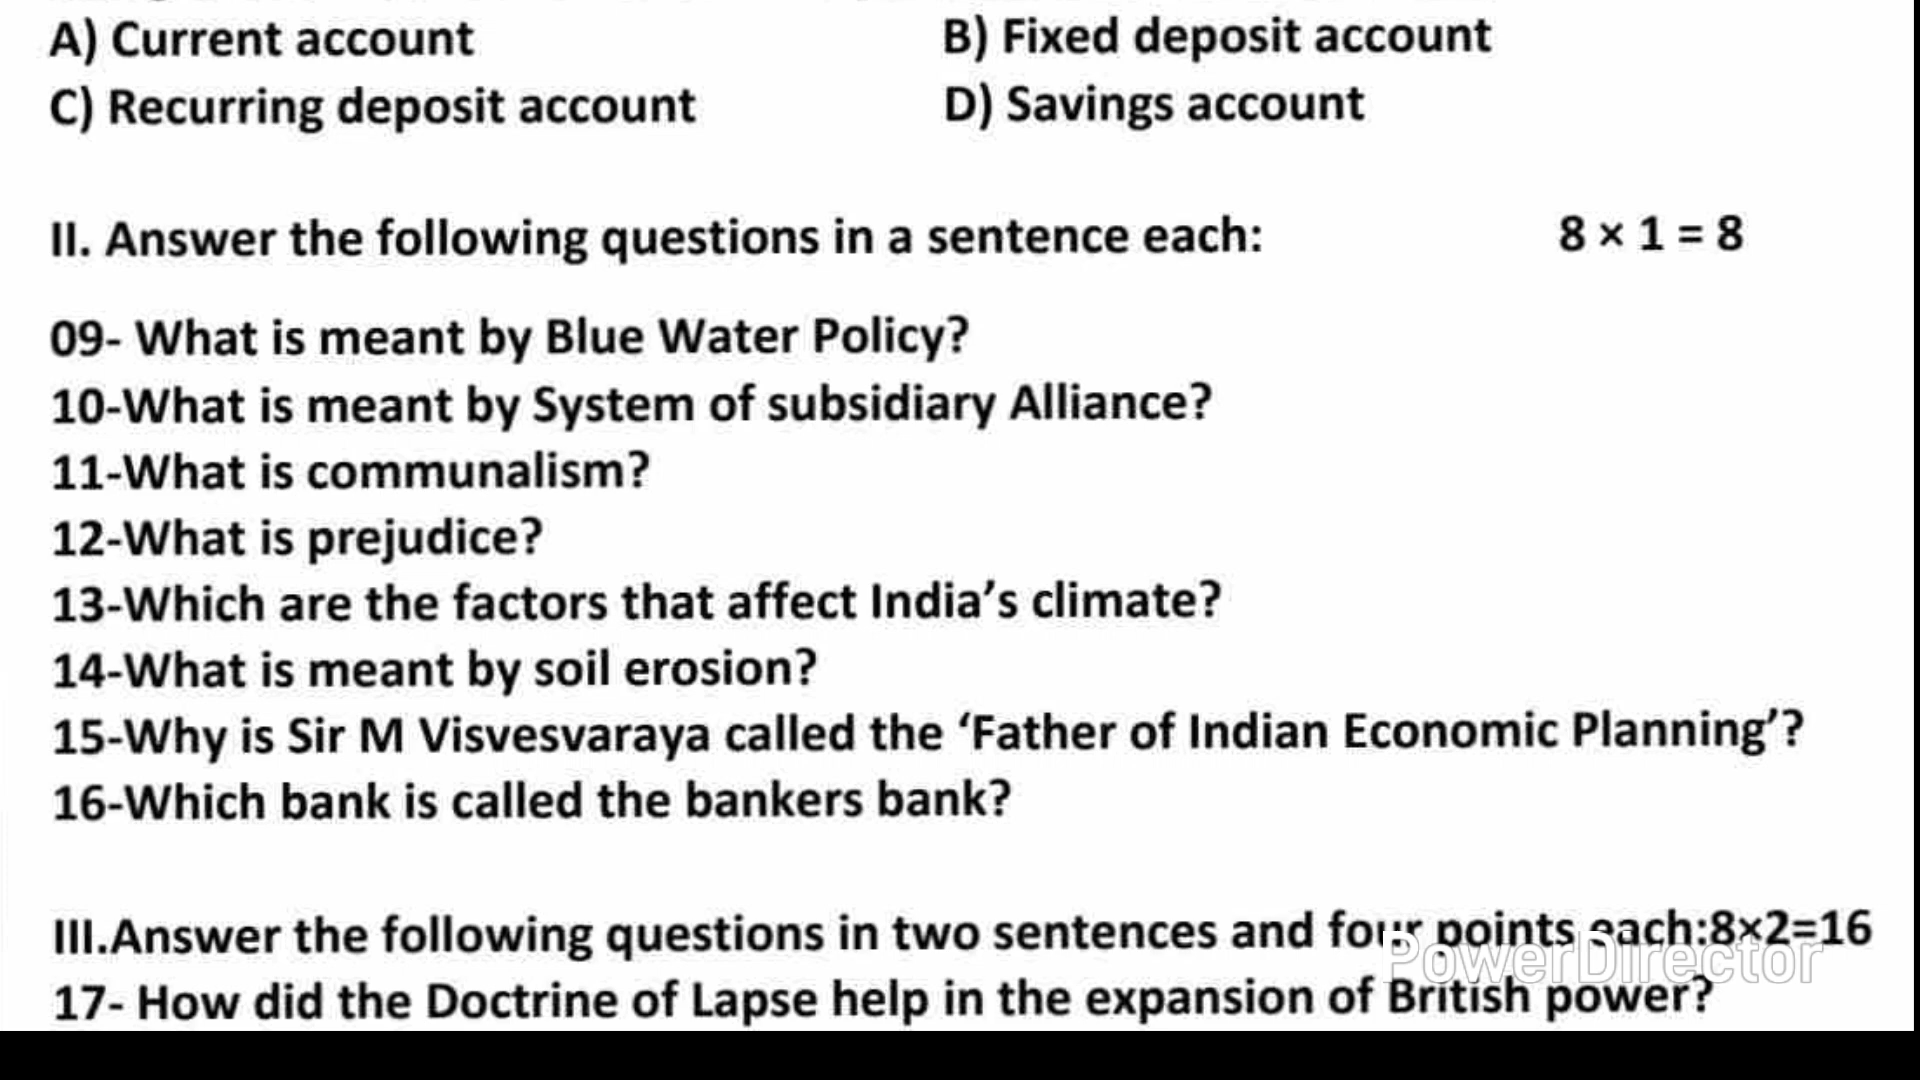 A) Current account B) Fixed deposit account
C) Recurring deposit account D) Savings account
II. Answer the following questions in a sentence each: 8 × 1 = 8
09- What is meant by Blue Water Policy?
10-What is meant by System of subsidiary Alliance?
11-What is communalism?
12-What is prejudice?
13-Which are the factors that affect India's climate?
14-What is meant by soil erosion?
15-Why is Sir M Visvesvaraya called the ‘Father of Indian Economic Planning’?
16-Which bank is called the bankers bank?
III.Answer the following questions in two sentences and four points each:8×2=16
PowerDirector
17- How did the Doctrine of Lapse help in the expansion of British power?